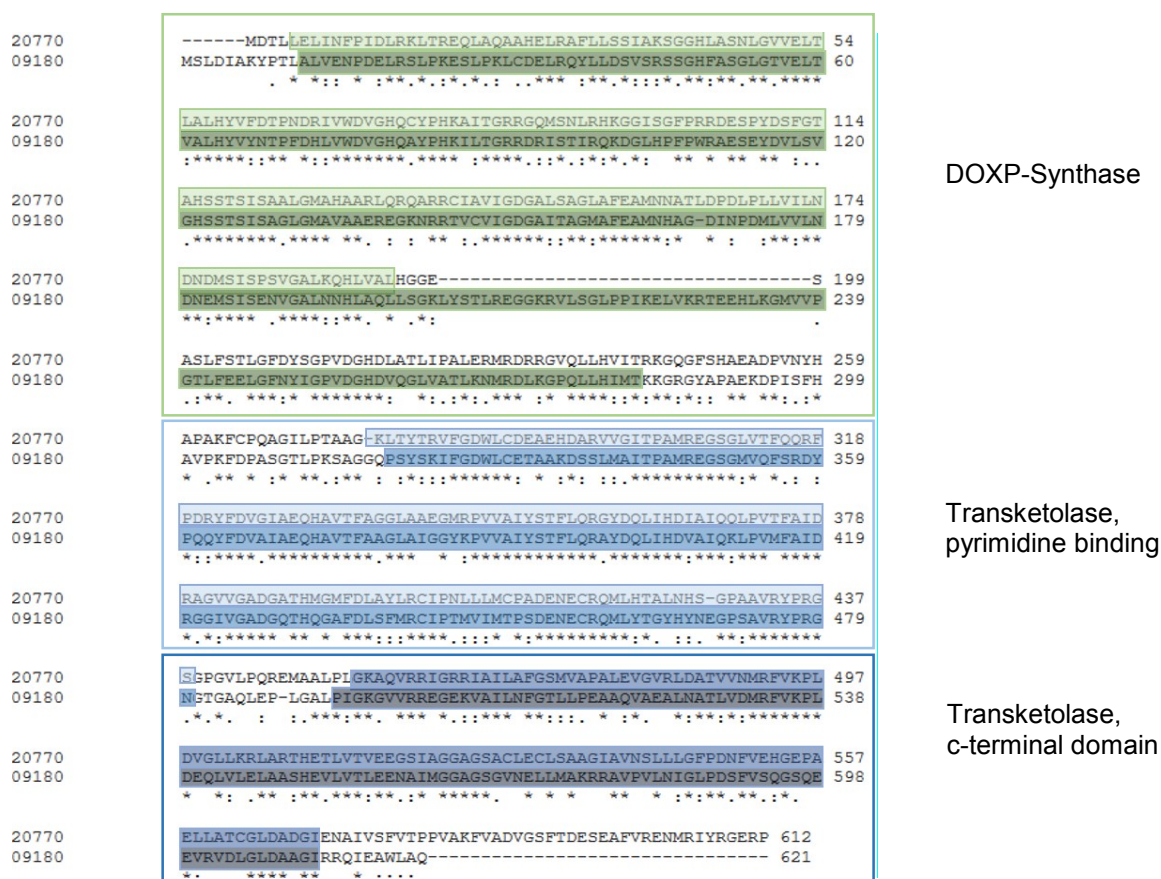 20770 ------MDTLLELINFPIDLRKLTREQLAQAAHELRAFLLSSIAKSGGHLASNLGVVELT 54
09180 MSLDIAKYPTLALVENPDELRSLPKESLPKLCDELRQYLLDSVSRSSGHFASGLGTVELT 60
. * *:: * :**.*.:*.*.: ..*** :**.*:::*.**:**.**.****
20770 LALHYVFDTPNDRIVWDVGHQCYPHKAITGRRGQMSNLRHKGGISGFPRRDESPYDSFGT 114
09180 VALHYVYNTPFDHLVWDVGHQAYPHKILTGRRDRISTIRQKDGLHPFPWRAESEYDVLSV 120
:*****::** *::*******.**** :****.::*.:*:*.*: ** * ** ** :..
DOXP-Synthase
20770 AHSSTSISAALGMAHAARLQRQARRCIAVIGDGALSAGLAFEAMNNATLDPDLPLLVILN 174
09180 GHSSTSISAGLGMAVAAEREGKNRRTVCVIGDGAITAGMAFEAMNHAG-DINPDMLVVLN 179
.********.**** **. : : ** :.******::**:******:* * : :**:**
20770 DNDMSISPSVGALKQHLVALHGGE-----------------------------------S 199
09180 DNEMSISENVGALNNHLAQLLSGKLYSTLREGGKRVLSGLPPIKELVKRTEEHLKGMVVP 239
**:**** .****::**. * .*: .
20770 ASLFSTLGFDYSGPVDGHDLATLIPALERMRDRRGVQLLHVITRKGQGFSHAEADPVNYH 259
09180 GTLFEELGFNYIGPVDGHDVQGLVATLKNMRDLKGPQLLHIMTKKGRGYAPAEKDPISFH 299
.:**. ***:* *******: *:.:*:.*** :* ****::*:**:*:: ** **:.:*
20770 APAKFCPQAGILPTAAG-KLTYTRVFGDWLCDEAEHDARVVGITPAMREGSGLVTFQQRF 318
09180 AVPKFDPASGTLPKSAGGQPSYSKIFGDWLCETAAKDSSLMAITPAMREGSGMVQFSRDY 359
* .** * :* **.:** : :*:::******: * :*: ::.**********:* *.: :
20770 PDRYFDVGIAEQHAVTFAGGLAAEGMRPVVAIYSTFLQRGYDQLIHDIAIQQLPVTFAID 378
09180 PQQYFDVAIAEQHAVTFAAGLAIGGYKPVVAIYSTFLQRAYDQLIHDVAIQKLPVMFAID 419
*::****.**********.*** * :************.*******:***:*** ****
Transketolase,
pyrimidine binding
20770 RAGVVGADGATHMGMFDLAYLRCIPNLLLMCPADENECRQMLHTALNHS-GPAAVRYPRG 437
09180 RGGIVGADGQTHQGAFDLSFMRCIPTMVIMTPSDENECRQMLYTGYHYNEGPSAVRYPRG 479
*.*:***** ** * ***:::****.:::* *:*********:*. ::. **:*******
20770 SGPGVLPQREMAALPLGKAQVRRIGRRIAILAFGSMVAPALEVGVRLDATVVNMRFVKPL 497
09180 NGTGAQLEP-LGALPIGKGVVRREGEKVAILNFGTLLPEAAQVAEALNATLVDMRFVKPL 538
.*.*. : :.***:**. *** *.::*** **:::. * :*. *:**:*:*******
Transketolase,
c-terminal domain
20770 DVGLLKRLARTHETLVTVEEGSIAGGAGSACLECLSAAGIAVNSLLLGFPDNFVEHGEPA 557
09180 DEQLVLELAASHEVLVTLEENAIMGGAGSGVNELLMAKRRAVPVLNIGLPDSFVSQGSQE 598
* *: .** :**.***:**.:* *****. * * * ** * :*:**.**.:*.
20770 ELLATCGLDADGIENAIVSFVTPPVAKFVADVGSFTDESEAFVRENMRIYRGERP 612
09180 EVRVDLGLDAAGIRRQIEAWLAQ-------------------------------- 621
*: **** ** * ::::